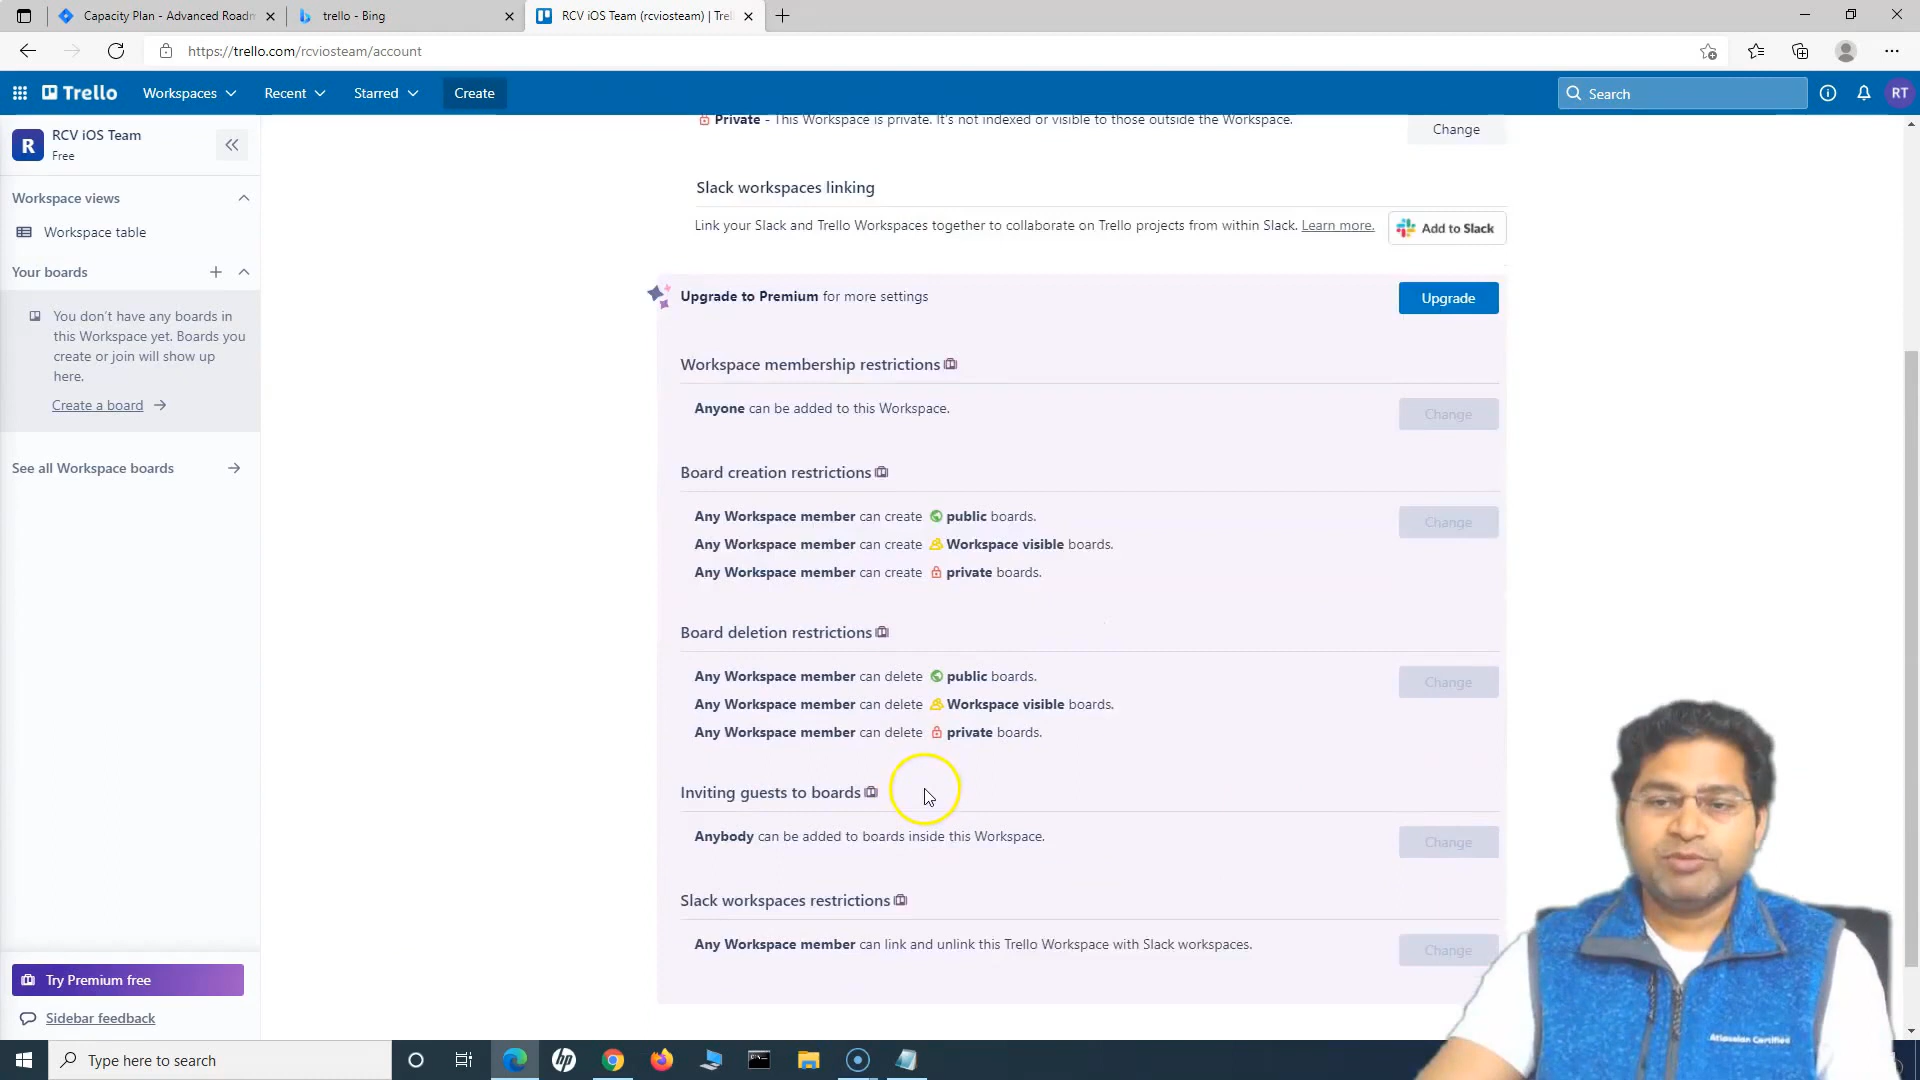 Capacity Plan - Advanced Roadm
trello - Bing
RCV iOS Team (rcviosteam) | Trel
https://trello.com/rcviosteam/account
Trello
Workspaces
Recent
Starred
Create
Search
RT
R
RCV iOS Team
Free
Workspace views
Workspace table
Your boards
You don't have any boards in
this Workspace yet. Boards you
create or join will show up
here.
Create a board
See all Workspace boards
Try Premium free
Sidebar feedback
Private - This Workspace is private. It's not indexed or visible to those outside the Workspace.
Change
Slack workspaces linking
Link your Slack and Trello Workspaces together to collaborate on Trello projects from within Slack. Learn more.
Add to Slack
Upgrade to Premium for more settings
Upgrade
Workspace membership restrictions
Anyone can be added to this Workspace.
Change
Board creation restrictions
Any Workspace member can create public boards.
Any Workspace member can create Workspace visible boards.
Any Workspace member can create private boards.
Change
Board deletion restrictions
Any Workspace member can delete public boards.
Any Workspace member can delete Workspace visible boards.
Any Workspace member can delete private boards.
Change
Inviting guests to boards
Anybody can be added to boards inside this Workspace.
Change
Slack workspaces restrictions
Any Workspace member can link and unlink this Trello Workspace with Slack workspaces.
Change
Atlassian Certified
Type here to search
hp